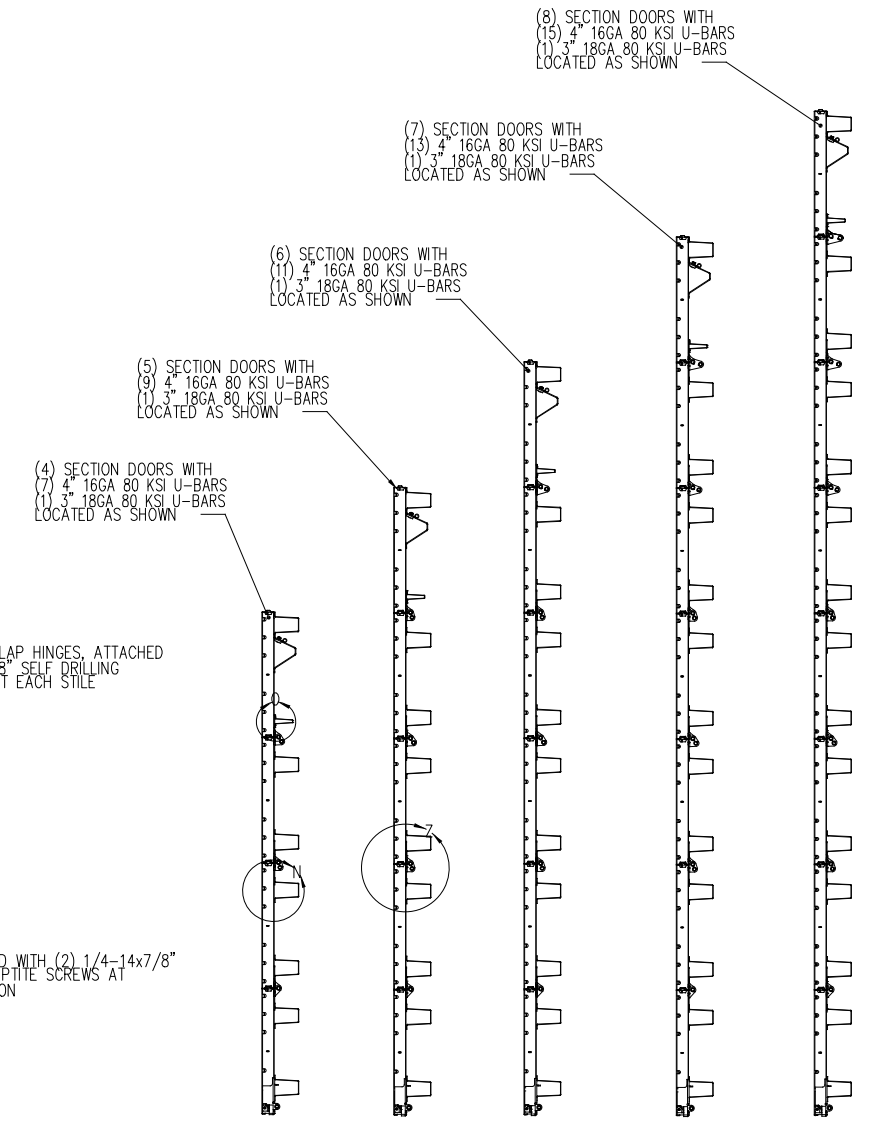 (8) SECTION DOORS WITH
(15) 4" 16GA 80 KSI U-BARS
(1) 3" 18GA 80 KSI U-BARS
LOCATED AS SHOWN
(7) SECTION DOORS WITH
(13) 4" 16GA 80 KSI U-BARS
(1) 3" 18GA 80 KSI U-BARS
LOCATED AS SHOWN
(6) SECTION DOORS WITH
(11) 4" 16GA 80 KSI U-BARS
(1) 3" 18GA 80 KSI U-BARS
LOCATED AS SHOWN
(5) SECTION DOORS WITH
(9) 4" 16GA 80 KSI U-BARS
(1) 3" 18GA 80 KSI U-BARS
LOCATED AS SHOWN
(4) SECTION DOORS WITH
(7) 4" 16GA 80 KSI U-BARS
(1) 3" 18GA 80 KSI U-BARS
LOCATED AS SHOWN
LAP HINGES, ATTACHED
8" SELF DRILLING
T EACH STILE
Z
N
D WITH (2) 1/4-14x7/8"
PTITE SCREWS AT
ON